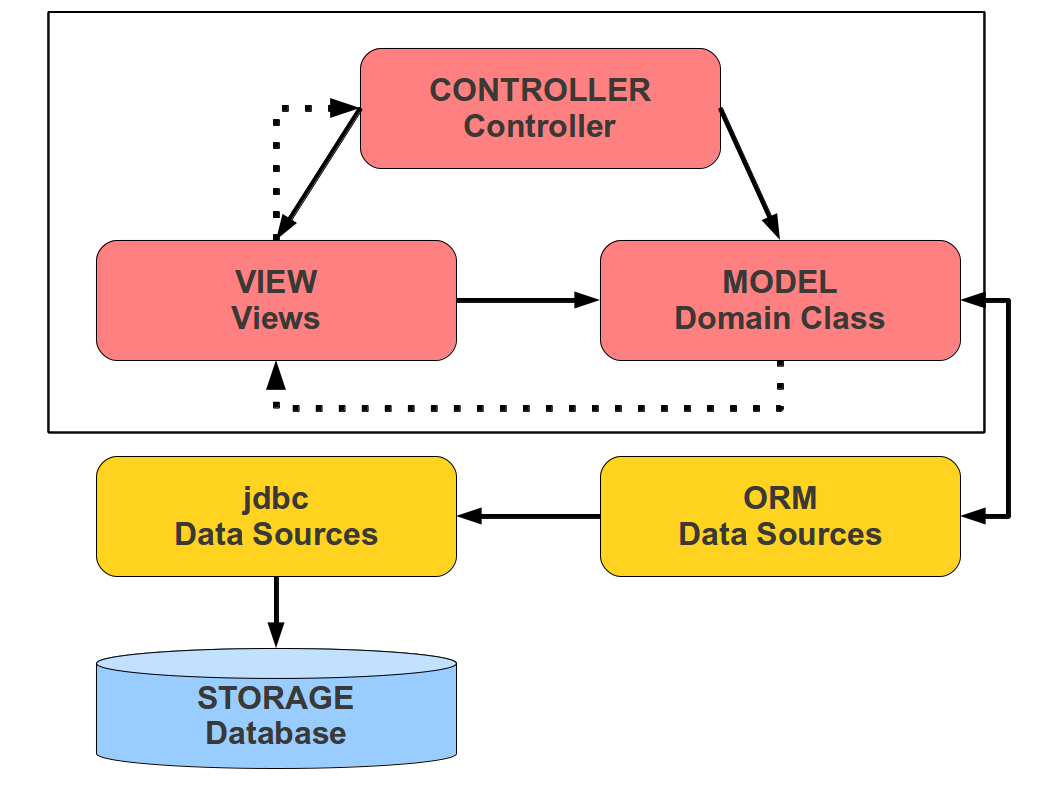 CONTROLLER
Controller
VIEW
Views
MODEL
Domain Class
jdbc
Data Sources
ORM
Data Sources
STORAGE
Database